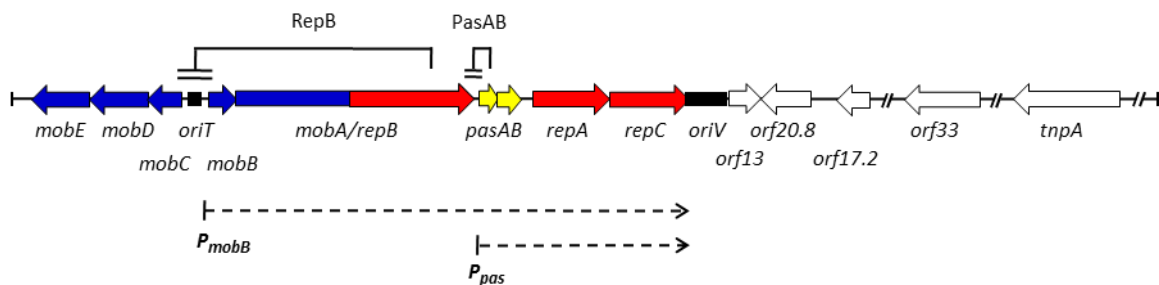 RepB PasAB
mobE mobD oriT mobA/repB pasAB repA repC oriV orf20.8 orf33 tnpA
mobC mobB orf13 orf17.2
PmobB
Ppas